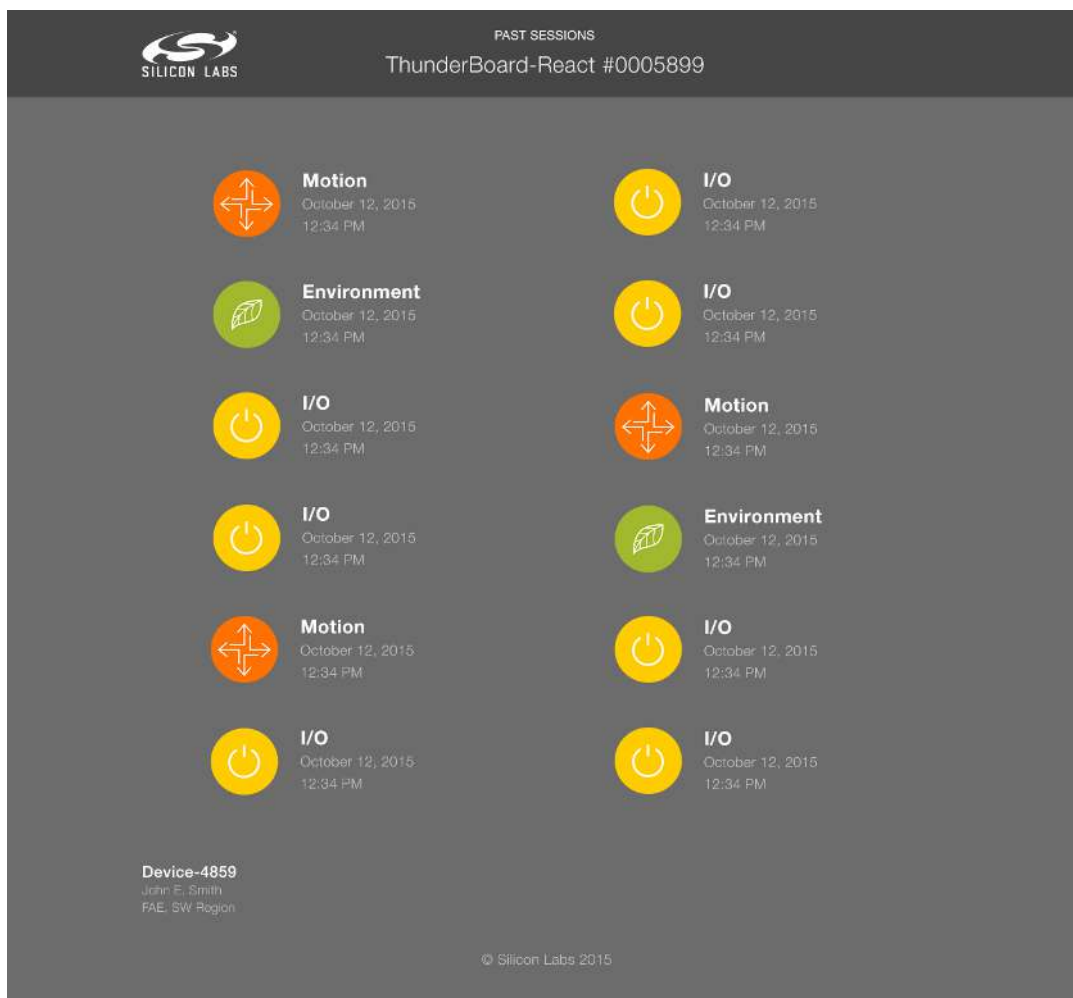 SILICON LABS
PAST SESSIONS
ThunderBoard-React #0005899
Motion
October 12, 2015
12:34 PM
Environment
October 12, 2015
12:34 PM
I/O
October 12, 2015
12:34 PM
I/O
October 12, 2015
12:34 PM
Motion
October 12, 2015
12:34 PM
I/O
October 12, 2015
12:34 PM
I/O
October 12, 2015
12:34 PM
I/O
October 12, 2015
12:34 PM
Motion
October 12, 2015
12:34 PM
Environment
October 12, 2015
12:34 PM
I/O
October 12, 2015
12:34 PM
I/O
October 12, 2015
12:34 PM
Device-4859
John E. Smith
FAE, SW Region
© Silicon Labs 2015